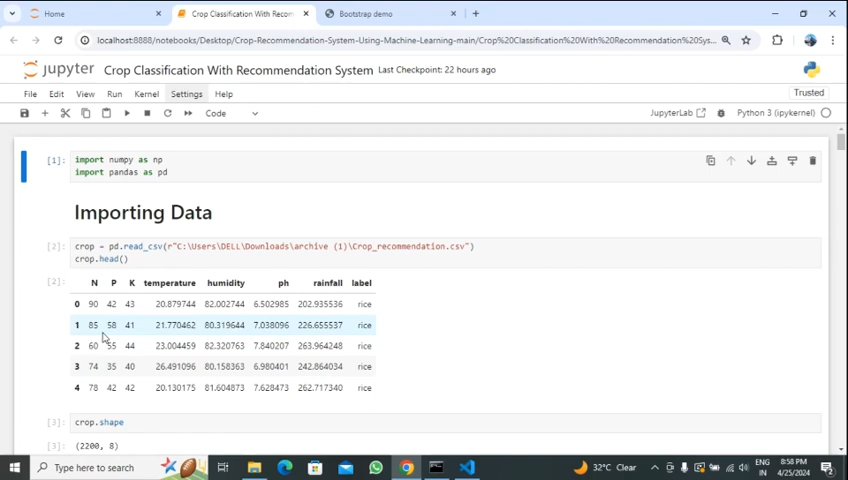 Home
Crop Classification With Recom
Bootstrap demo
localhost:8888/notebooks/Desktop/Crop-Recommendation-System-Using-Machine-Learning-main/Crop%20Classification%20With%20Recommendation%20Sys...
jupyter Crop Classification With Recommendation System Last Checkpoint: 22 hours ago
File Edit View Run Kernel Settings Help Trusted
Code JupyterLab Python 3 (ipykernel)
[1]: import numpy as np
import pandas as pd
Importing Data
[2]: crop = pd.read_csv(r"C:\Users\DELL\Downloads\archive (1)\Crop_recommendation.csv")
crop.head()
[2]: N P K temperature humidity ph rainfall label
0 90 42 43 20.879744 82.002744 6.502985 202.935536 rice
1 85 58 41 21.770462 80.319644 7.038096 226.655537 rice
2 60 55 44 23.004459 82.320763 7.840207 263.964248 rice
3 74 35 40 26.491096 80.158363 6.980401 242.864034 rice
4 78 42 42 20.130175 81.604873 7.628473 262.717340 rice
[3]: crop.shape
[3]: (2200, 8)
Type here to search
32°C Clear
ENG
IN
8:58 PM
4/25/2024